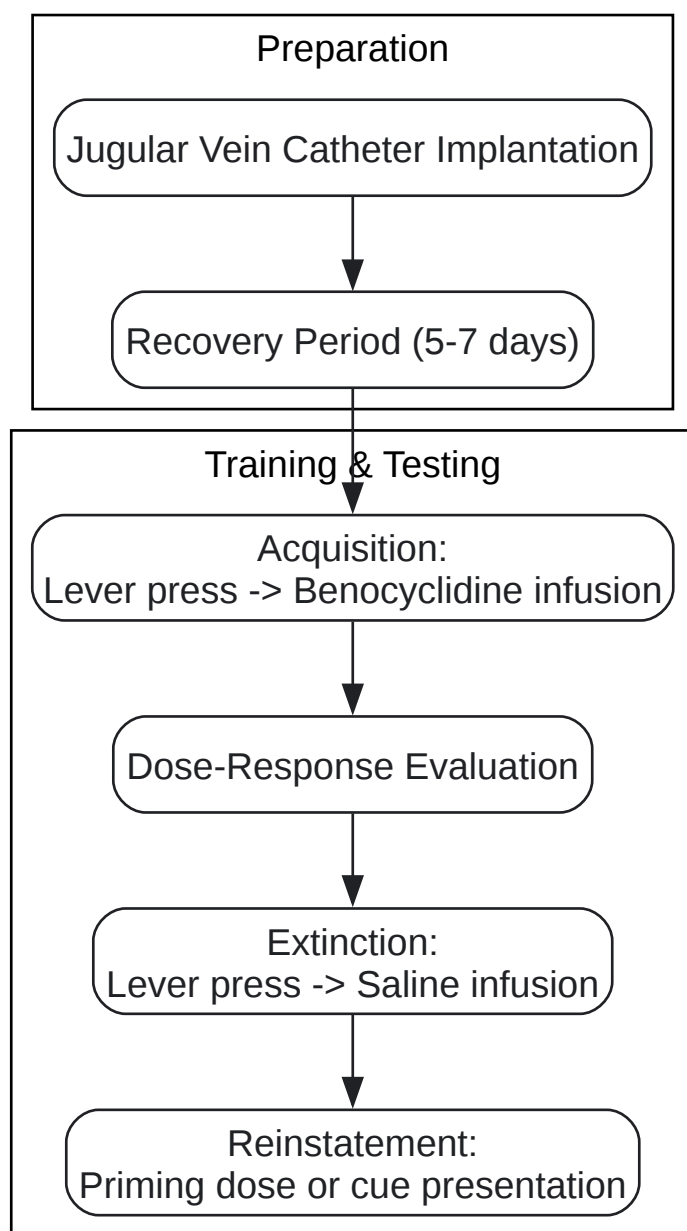 Preparation
Jugular Vein Catheter Implantation
Recovery Period (5-7 days)
Training & Testing
Acquisition:
Lever press -> Benocyclidine infusion
Dose-Response Evaluation
Extinction:
Lever press -> Saline infusion
Reinstatement:
Priming dose or cue presentation